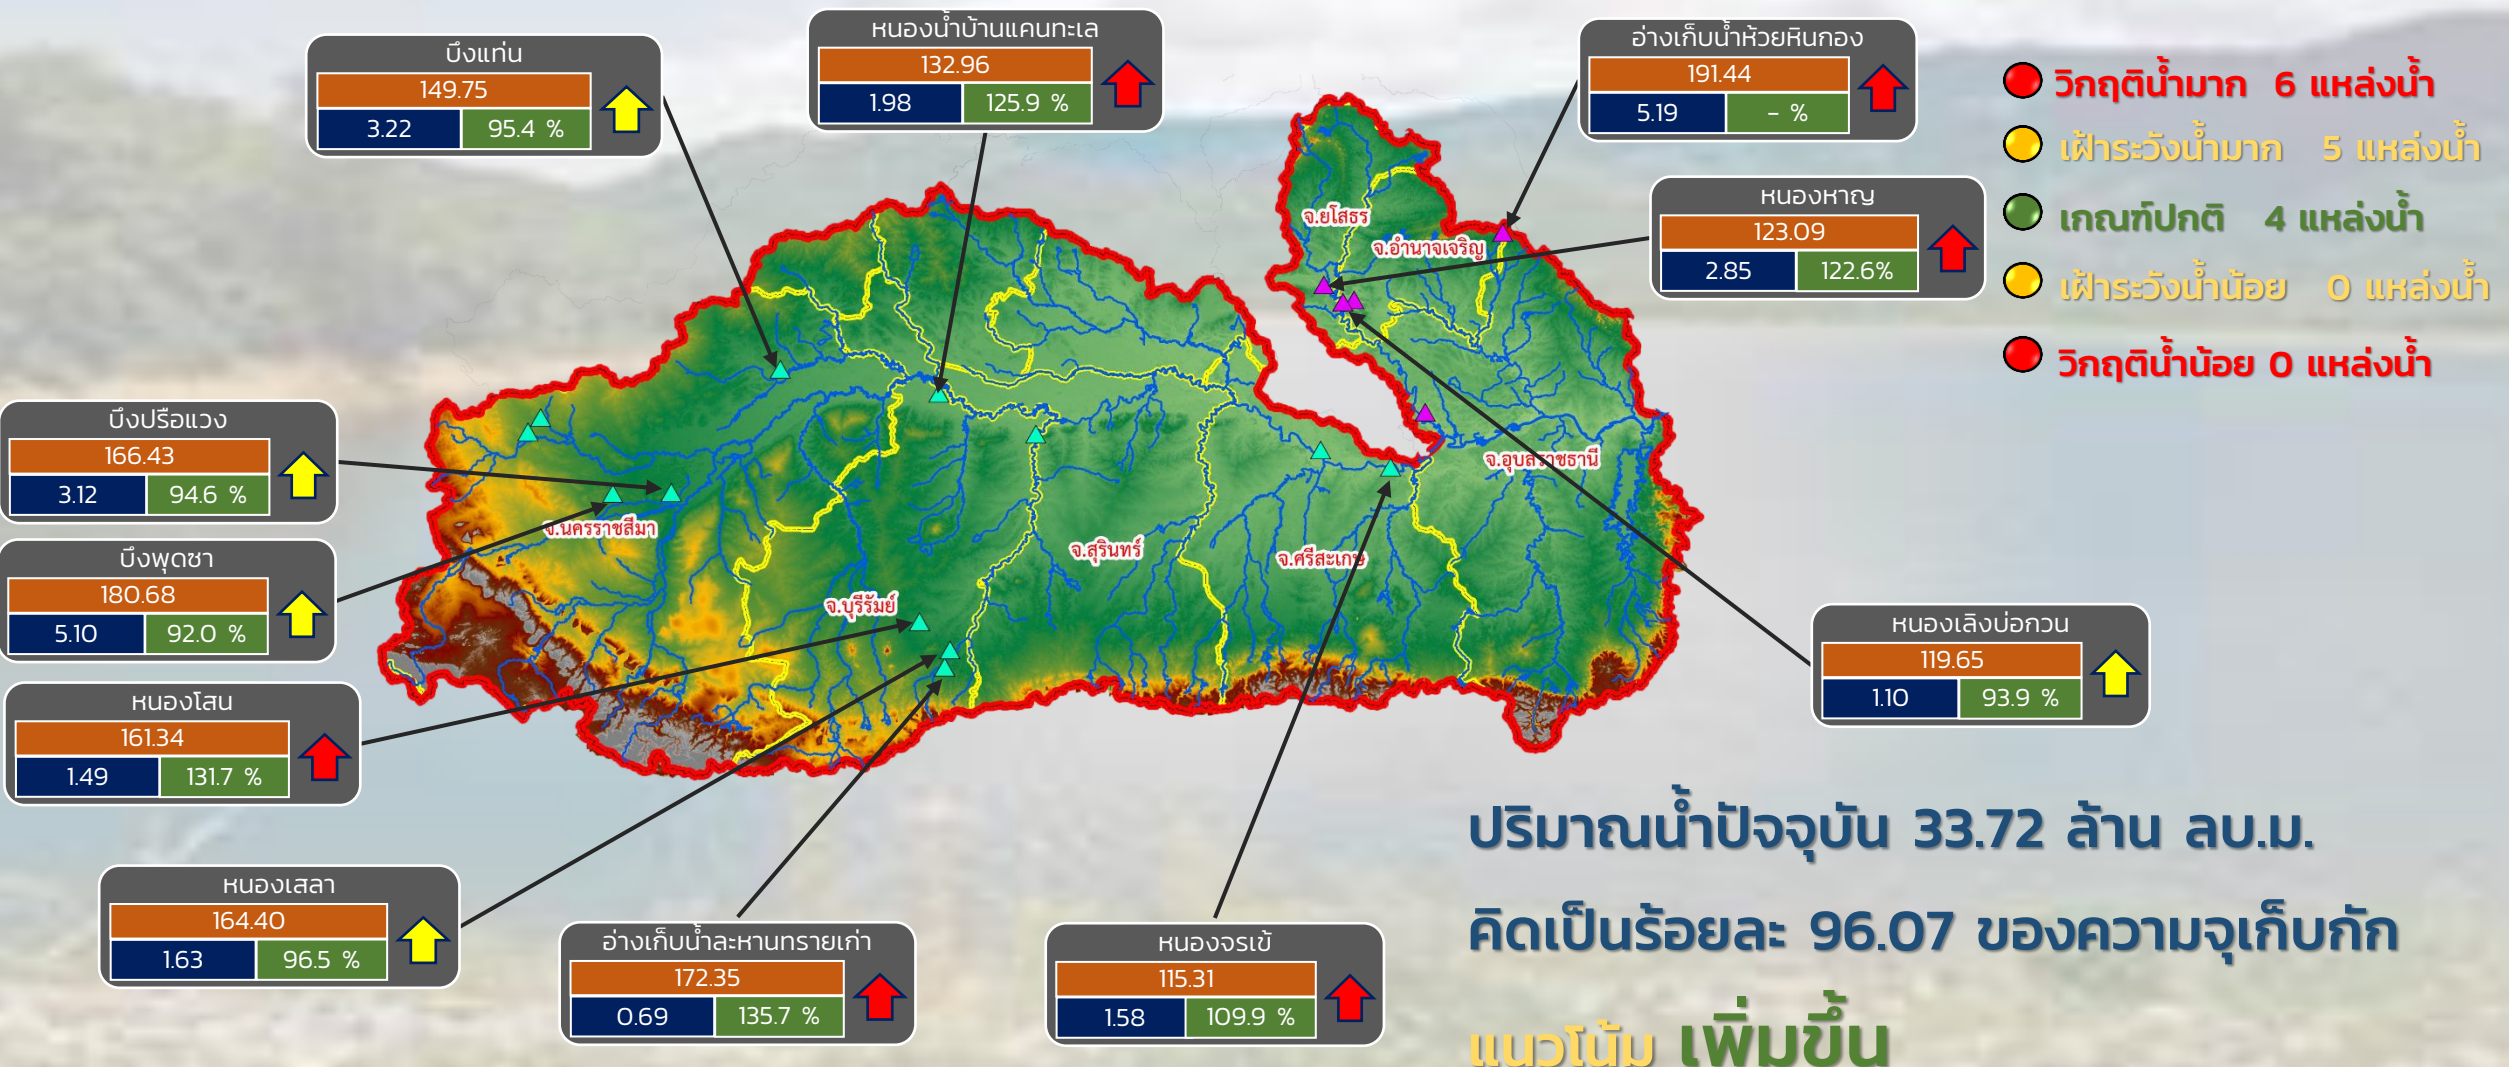 บึงแท่น
149.75
3.22
95.4 %
หนองน้ำบ้านแคนทะเล
132.96
1.98
125.9 %
อ่างเก็บน้ำห้วยหินกอง
191.44
5.19
- %
หนองหาญ
123.09
2.85
122.6%
วิกฤติน้ำมาก 6 แหล่งน้ำ
เฝ้าระวังน้ำมาก 5 แหล่งน้ำ
เกณฑ์ปกติ 4 แหล่งน้ำ
เฝ้าระวังน้ำน้อย 0 แหล่งน้ำ
วิกฤติน้ำน้อย 0 แหล่งน้ำ
จ.ยโสธร
จ.อำนาจเจริญ
จ.อุบลราชธานี
จ.นครราชสีมา
จ.สุรินทร์
จ.ศรีสะเกษ
จ.บุรีรัมย์
บึงปรือแวง
166.43
3.12
94.6 %
บึงพุดซา
180.68
5.10
92.0 %
หนองโสน
161.34
1.49
131.7 %
หนองเสลา
164.40
1.63
96.5 %
อ่างเก็บน้ำละหานทรายเก่า
172.35
0.69
135.7 %
หนองจรเข้
115.31
1.58
109.9 %
หนองเลิงบ่อกวน
119.65
1.10
93.9 %
ปริมาณน้ำปัจจุบัน 33.72 ล้าน ลบ.ม.
คิดเป็นร้อยละ 96.07 ของความจุเก็บกัก
แนวโน้ม เพิ่มขึ้น